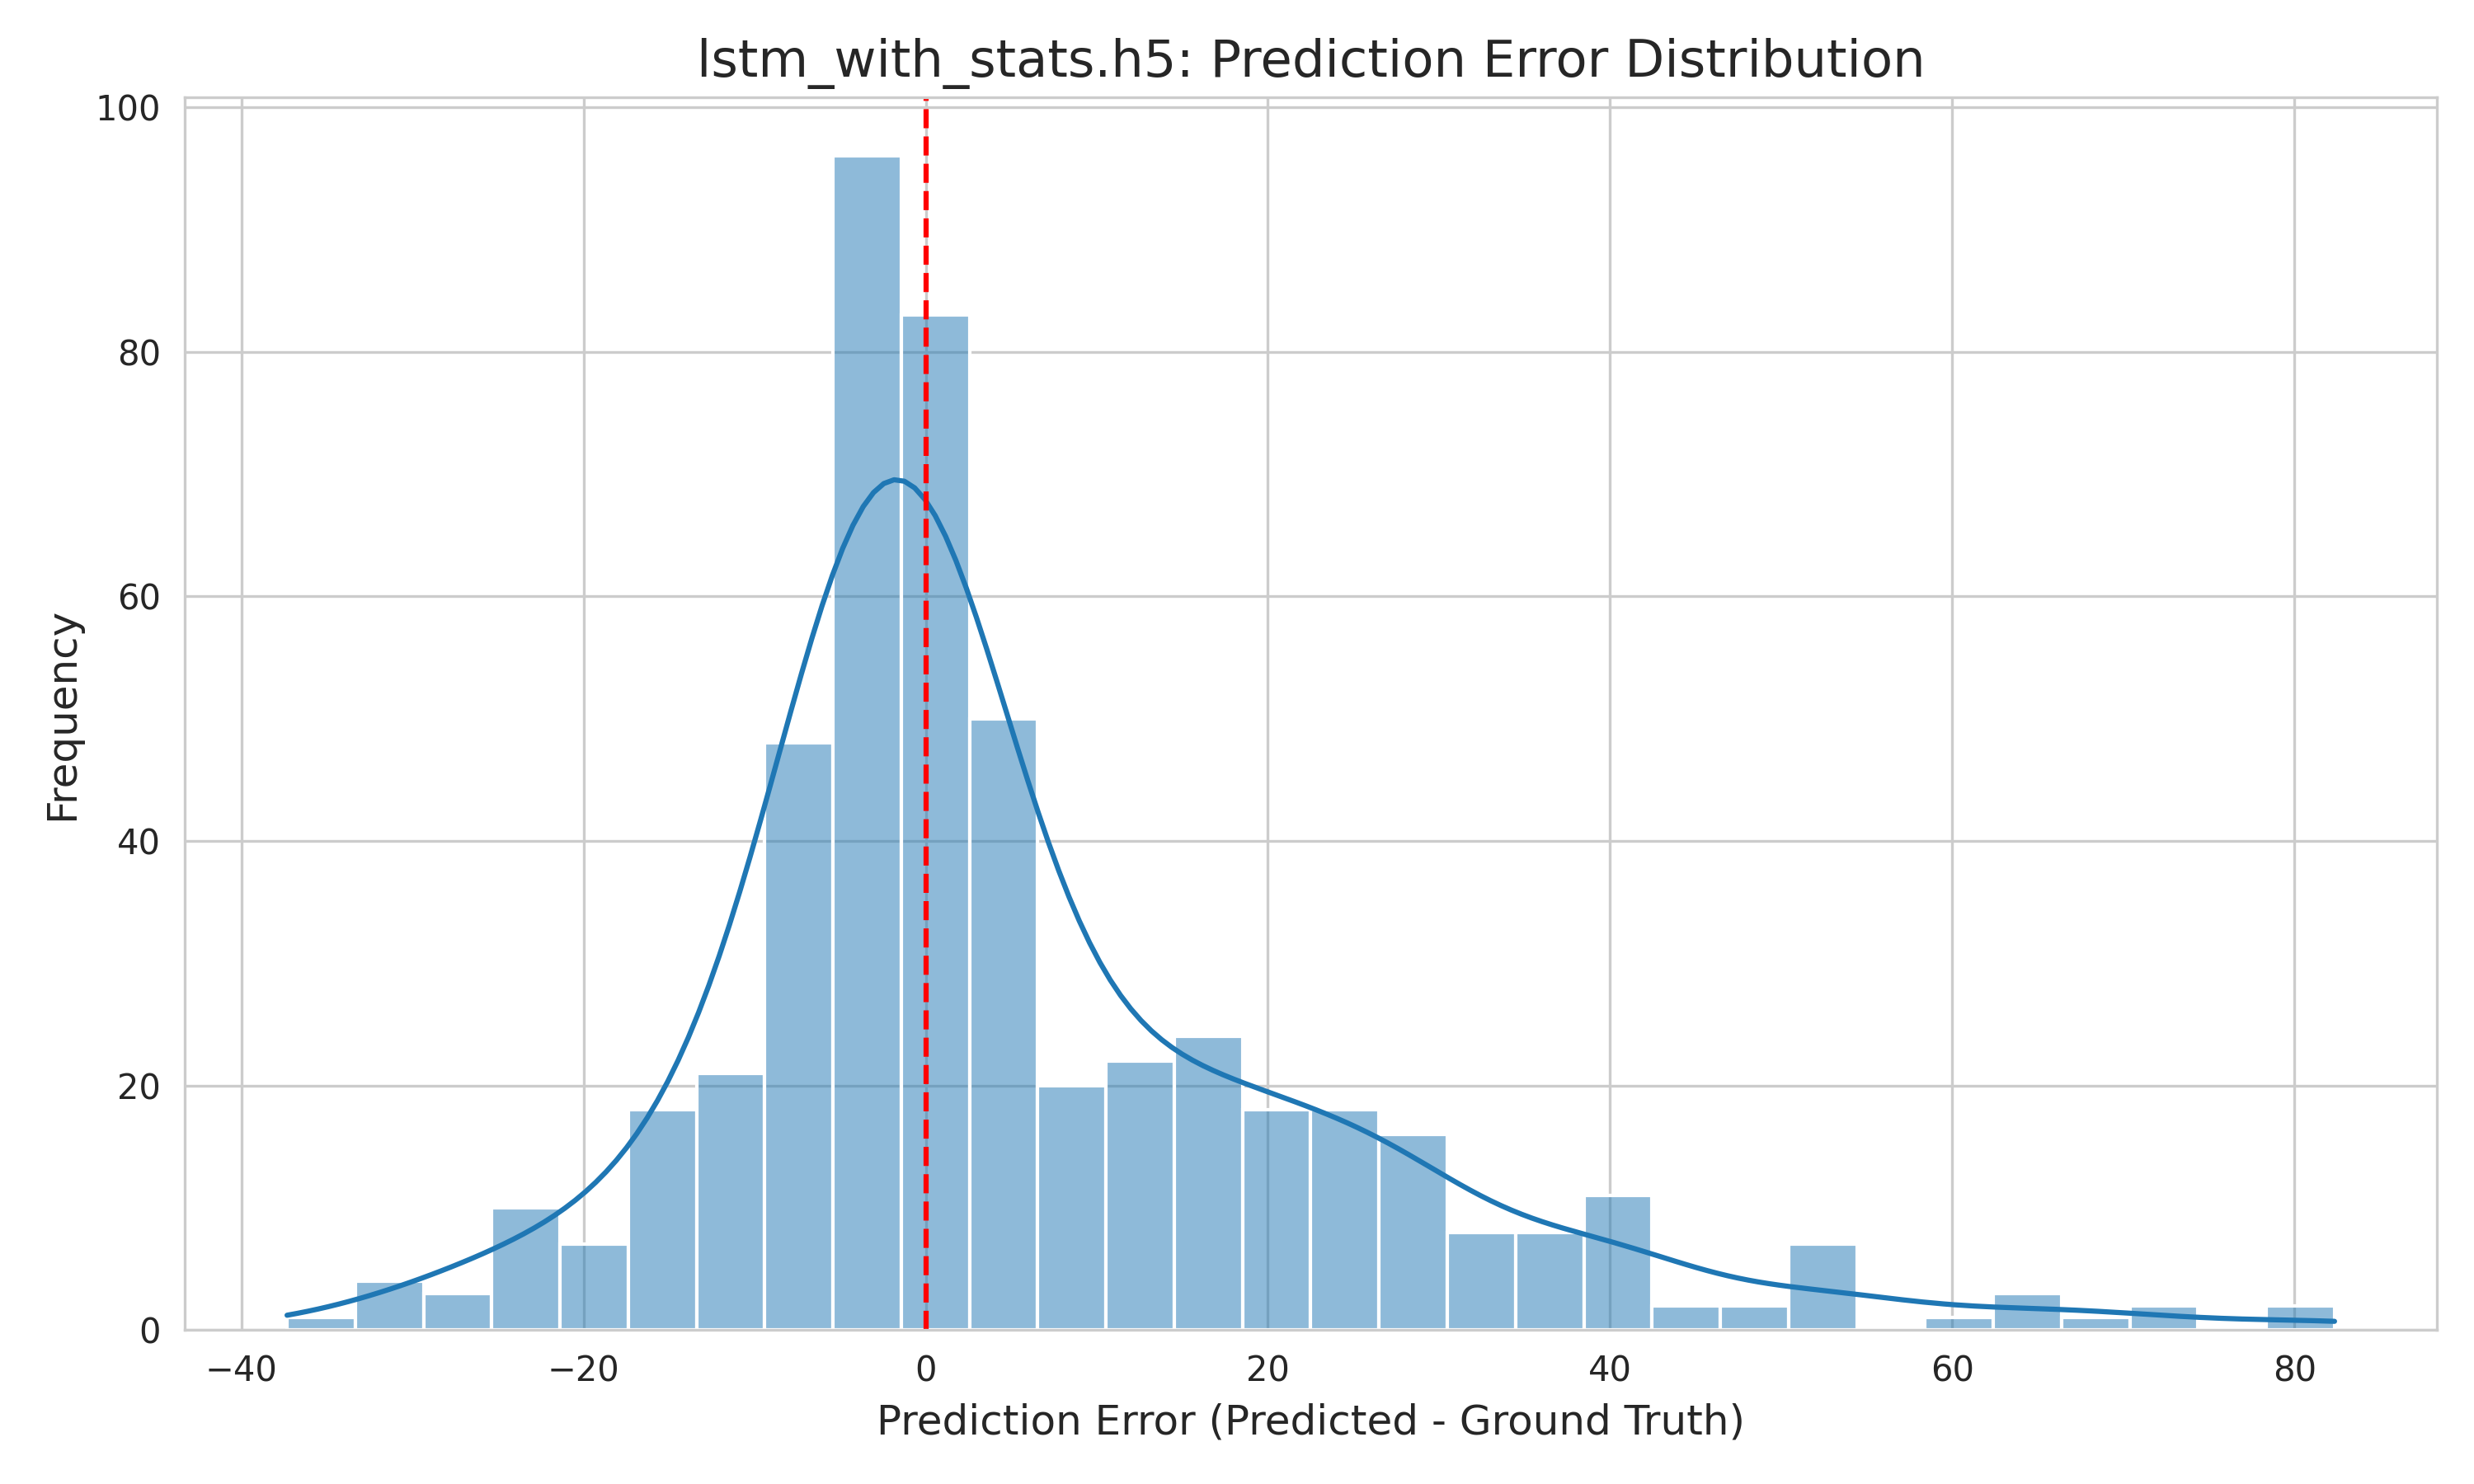 lstm_with_stats.h5: Prediction Error Distribution
100
80
60
40
20
0
Frequency
−40 −20 0 20 40 60 80
Prediction Error (Predicted - Ground Truth)